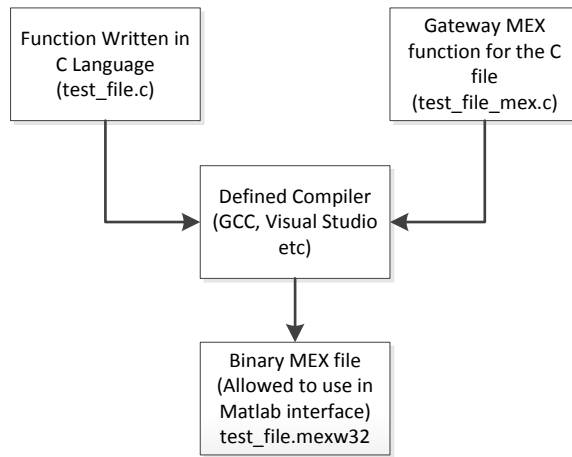 Function Written in
C Language
(test_file.c)
Gateway MEX
function for the C
file
(test_file_mex.c)
Defined Compiler
(GCC, Visual Studio
etc)
Binary MEX file
(Allowed to use in
Matlab interface)
test_file.mexw32